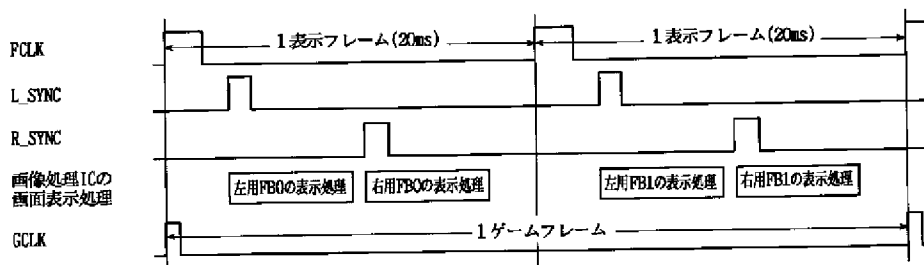 FCLK
1表示フレーム(20ms)
1表示フレーム(20ms)
L_SYNC
R_SYNC
画像処理ICの
画面表示処理
左用FB0の表示処理
右用FB0の表示処理
左用FB1の表示処理
右用FB1の表示処理
GCLK
1ゲームフレーム